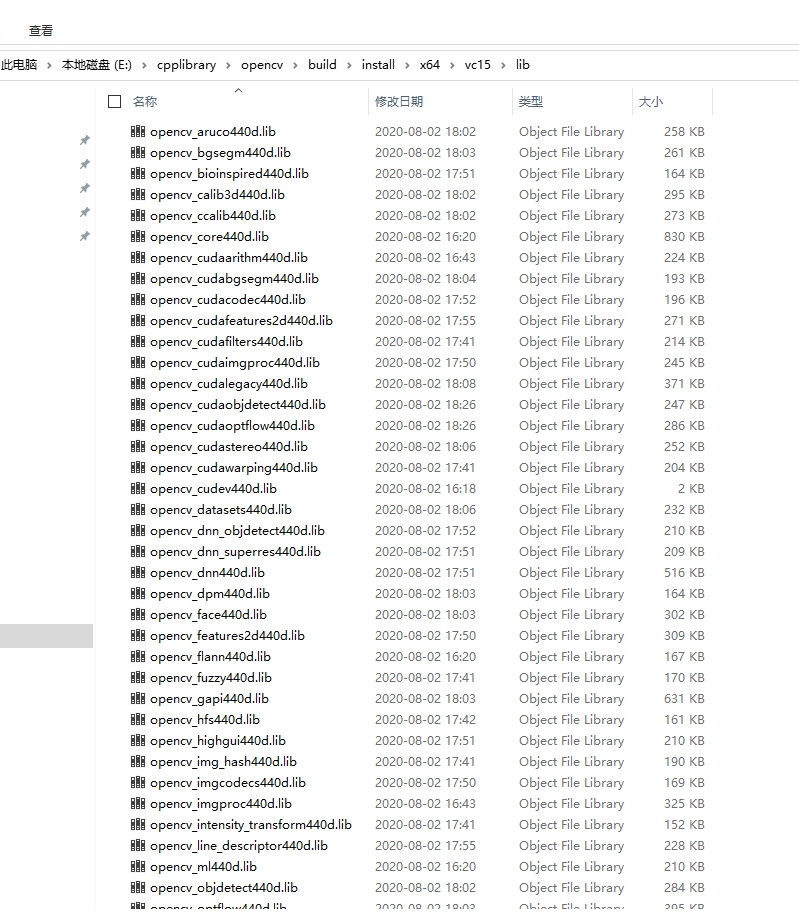 查看
此电脑 > 本地磁盘 (E:) > cpplibrary > opencv > build > install > x64 > vc15 > lib
名称 修改日期 类型 大小
opencv_aruco440d.lib 2020-08-02 18:02 Object File Library 258 KB
opencv_bgsegm440d.lib 2020-08-02 18:03 Object File Library 261 KB
opencv_bioinspired440d.lib 2020-08-02 17:51 Object File Library 164 KB
opencv_calib3d440d.lib 2020-08-02 18:02 Object File Library 295 KB
opencv_ccalib440d.lib 2020-08-02 18:02 Object File Library 273 KB
opencv_core440d.lib 2020-08-02 16:20 Object File Library 830 KB
opencv_cudaarithm440d.lib 2020-08-02 16:43 Object File Library 224 KB
opencv_cudabgsegm440d.lib 2020-08-02 18:04 Object File Library 193 KB
opencv_cudacodec440d.lib 2020-08-02 17:52 Object File Library 196 KB
opencv_cudafeatures2d440d.lib 2020-08-02 17:55 Object File Library 271 KB
opencv_cudafilters440d.lib 2020-08-02 17:41 Object File Library 214 KB
opencv_cudaimgproc440d.lib 2020-08-02 17:50 Object File Library 245 KB
opencv_cudalegacy440d.lib 2020-08-02 18:08 Object File Library 371 KB
opencv_cudaobjdetect440d.lib 2020-08-02 18:26 Object File Library 247 KB
opencv_cudaoptflow440d.lib 2020-08-02 18:26 Object File Library 286 KB
opencv_cudastereo440d.lib 2020-08-02 18:06 Object File Library 252 KB
opencv_cudawarping440d.lib 2020-08-02 17:41 Object File Library 204 KB
opencv_cudev440d.lib 2020-08-02 16:18 Object File Library 2 KB
opencv_datasets440d.lib 2020-08-02 18:06 Object File Library 232 KB
opencv_dnn_objdetect440d.lib 2020-08-02 17:52 Object File Library 210 KB
opencv_dnn_superres440d.lib 2020-08-02 17:51 Object File Library 209 KB
opencv_dnn440d.lib 2020-08-02 17:51 Object File Library 516 KB
opencv_dpm440d.lib 2020-08-02 18:03 Object File Library 164 KB
opencv_face440d.lib 2020-08-02 18:03 Object File Library 302 KB
opencv_features2d440d.lib 2020-08-02 17:50 Object File Library 309 KB
opencv_flann440d.lib 2020-08-02 16:20 Object File Library 167 KB
opencv_fuzzy440d.lib 2020-08-02 17:41 Object File Library 170 KB
opencv_gapi440d.lib 2020-08-02 18:03 Object File Library 631 KB
opencv_hfs440d.lib 2020-08-02 17:42 Object File Library 161 KB
opencv_highgui440d.lib 2020-08-02 17:51 Object File Library 210 KB
opencv_img_hash440d.lib 2020-08-02 17:41 Object File Library 190 KB
opencv_imgcodecs440d.lib 2020-08-02 17:50 Object File Library 169 KB
opencv_imgproc440d.lib 2020-08-02 16:43 Object File Library 325 KB
opencv_intensity_transform440d.lib 2020-08-02 17:41 Object File Library 152 KB
opencv_line_descriptor440d.lib 2020-08-02 17:55 Object File Library 228 KB
opencv_ml440d.lib 2020-08-02 16:20 Object File Library 210 KB
opencv_objdetect440d.lib 2020-08-02 18:02 Object File Library 284 KB
opencv_optflow440d.lib 2020-08-02 18:03 Object File Library 395 KB